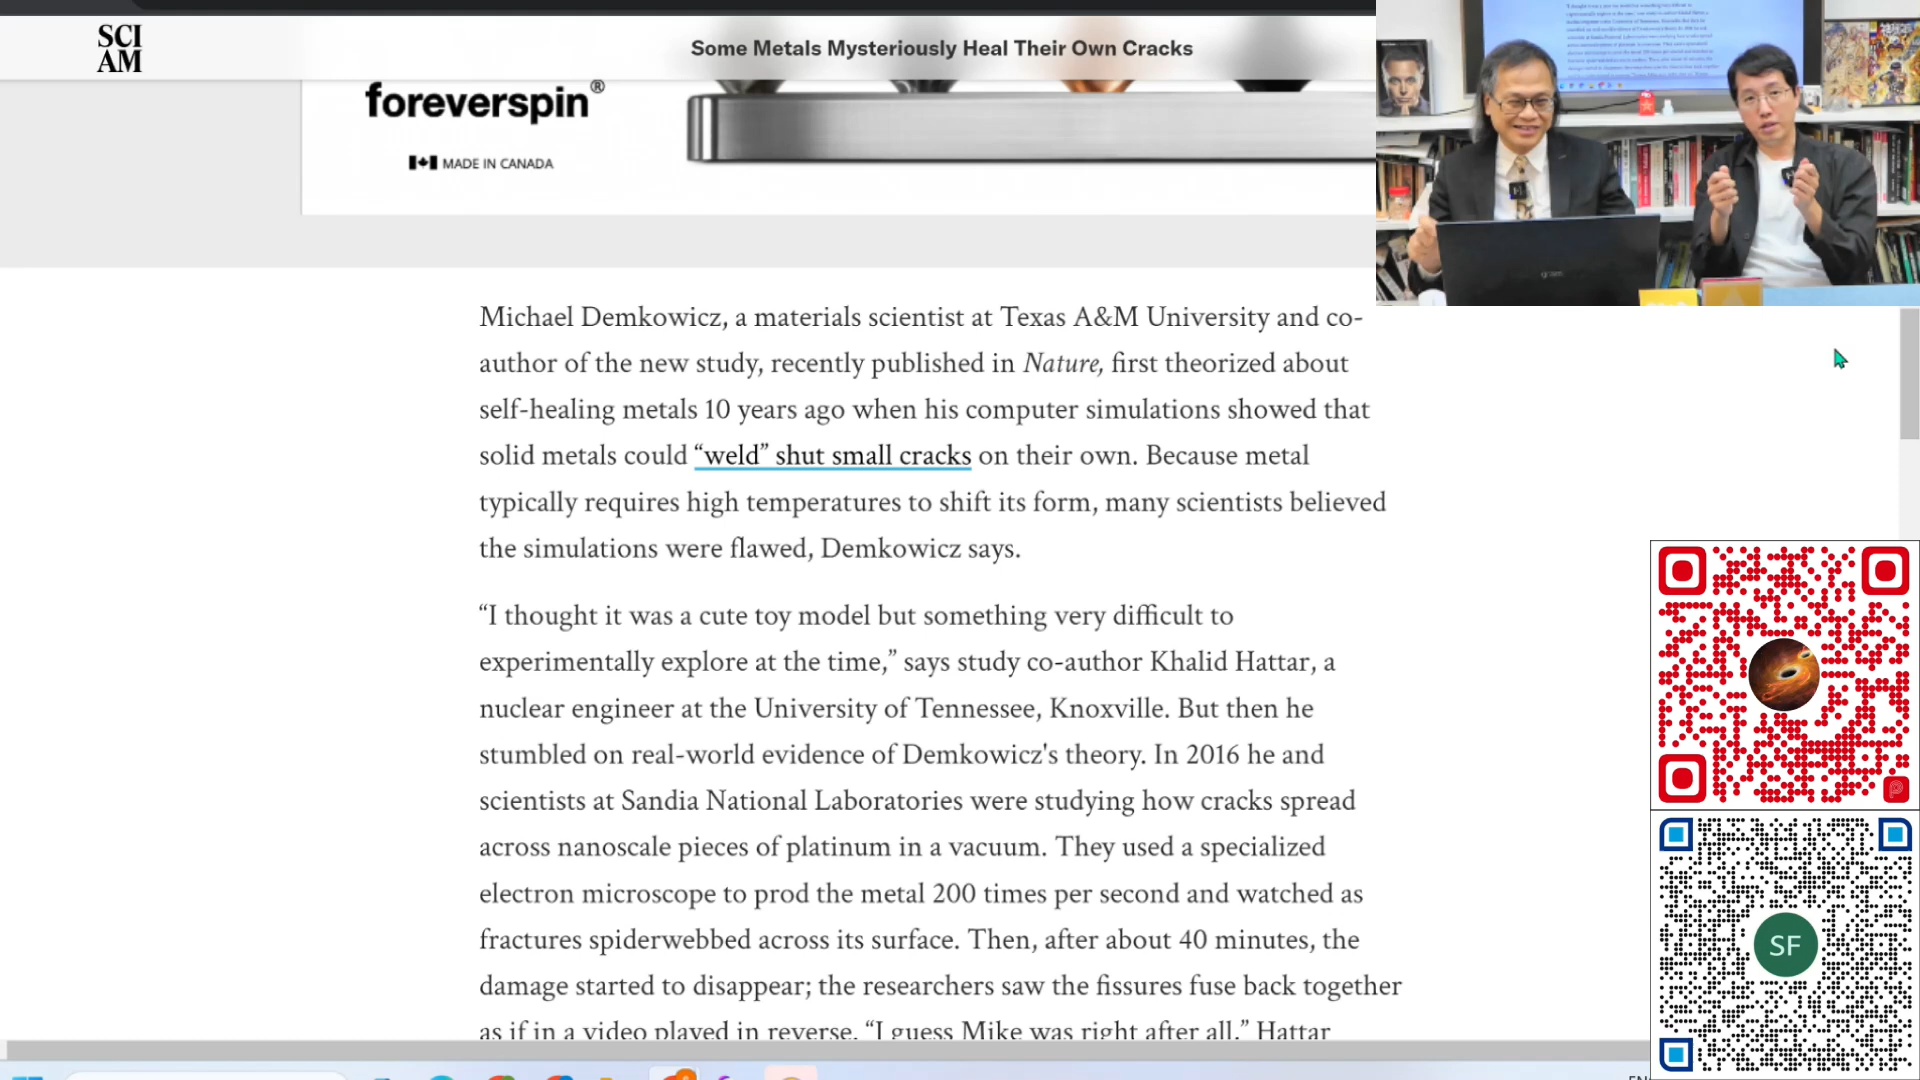 SCI
AM
Some Metals Mysteriously Heal Their Own Cracks
foreverspin®
MADE IN CANADA
gram
Michael Demkowicz, a materials scientist at Texas A&M University and co-
author of the new study, recently published in Nature, first theorized about
self-healing metals 10 years ago when his computer simulations showed that
solid metals could “weld” shut small cracks on their own. Because metal
typically requires high temperatures to shift its form, many scientists believed
the simulations were flawed, Demkowicz says.
“I thought it was a cute toy model but something very difficult to
experimentally explore at the time,” says study co-author Khalid Hattar, a
nuclear engineer at the University of Tennessee, Knoxville. But then he
stumbled on real-world evidence of Demkowicz's theory. In 2016 he and
scientists at Sandia National Laboratories were studying how cracks spread
across nanoscale pieces of platinum in a vacuum. They used a specialized
electron microscope to prod the metal 200 times per second and watched as
fractures spiderwebbed across its surface. Then, after about 40 minutes, the
damage started to disappear; the researchers saw the fissures fuse back together
as if in a video played in reverse. “I guess Mike was right after all,” Hattar
SF